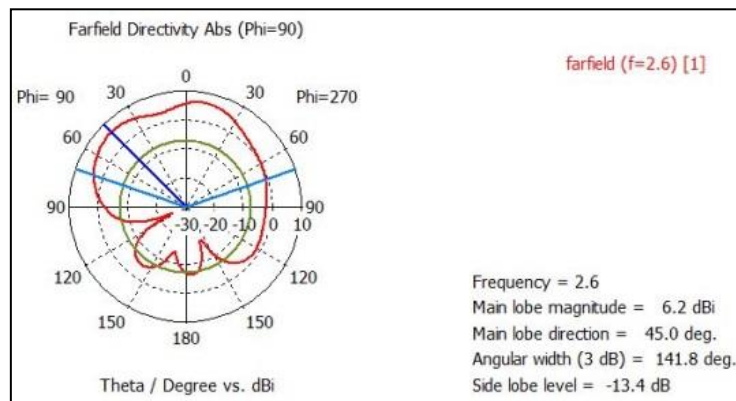 Farfield Directivity Abs (Phi=90)
farfield (f=2.6) [1]
0
Phi= 90 30 30 Phi=270
60 60
90 -30 -20 -10 0 10 90
120 120
150 150
180
Theta / Degree vs. dBi
Frequency = 2.6
Main lobe magnitude = 6.2 dBi
Main lobe direction = 45.0 deg.
Angular width (3 dB) = 141.8 deg.
Side lobe level = -13.4 dB